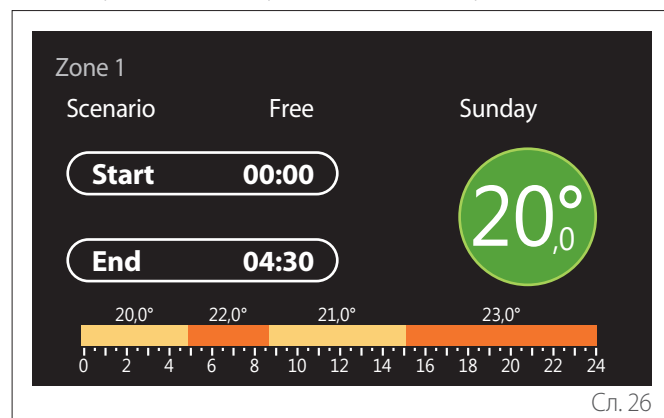 Zone 1
Scenario Free Sunday
Start 00:00
20°,0
End 04:30
20,0° 22,0° 21,0° 23,0°
0 2 4 6 8 10 12 14 16 18 20 22 24
Сл. 26